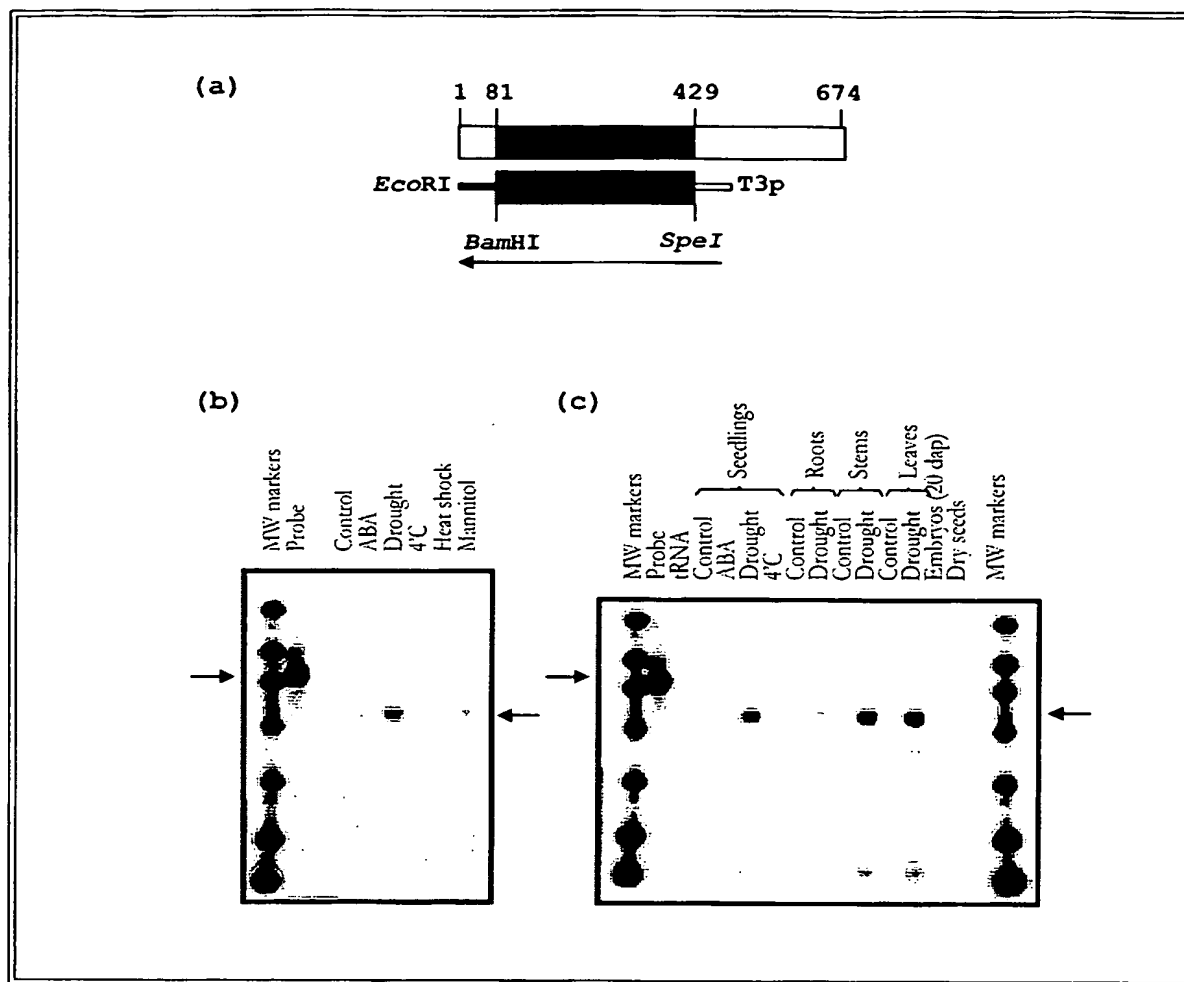 (a)
1 81 429 674
EcoRI T3p
BamHI SpeI
(b)
MW markers
Probe
Control
ABA
Drought
4'C
Heat shock
Mannitol
(c)
Seedlings
Roots
Stems
Leaves
MW markers
Probe
tRNA
Control
ABA
Drought
4'C
Control
Drought
Control
Drought
Control
Drought
Embryos (20 dap)
Dry seeds
MW markers